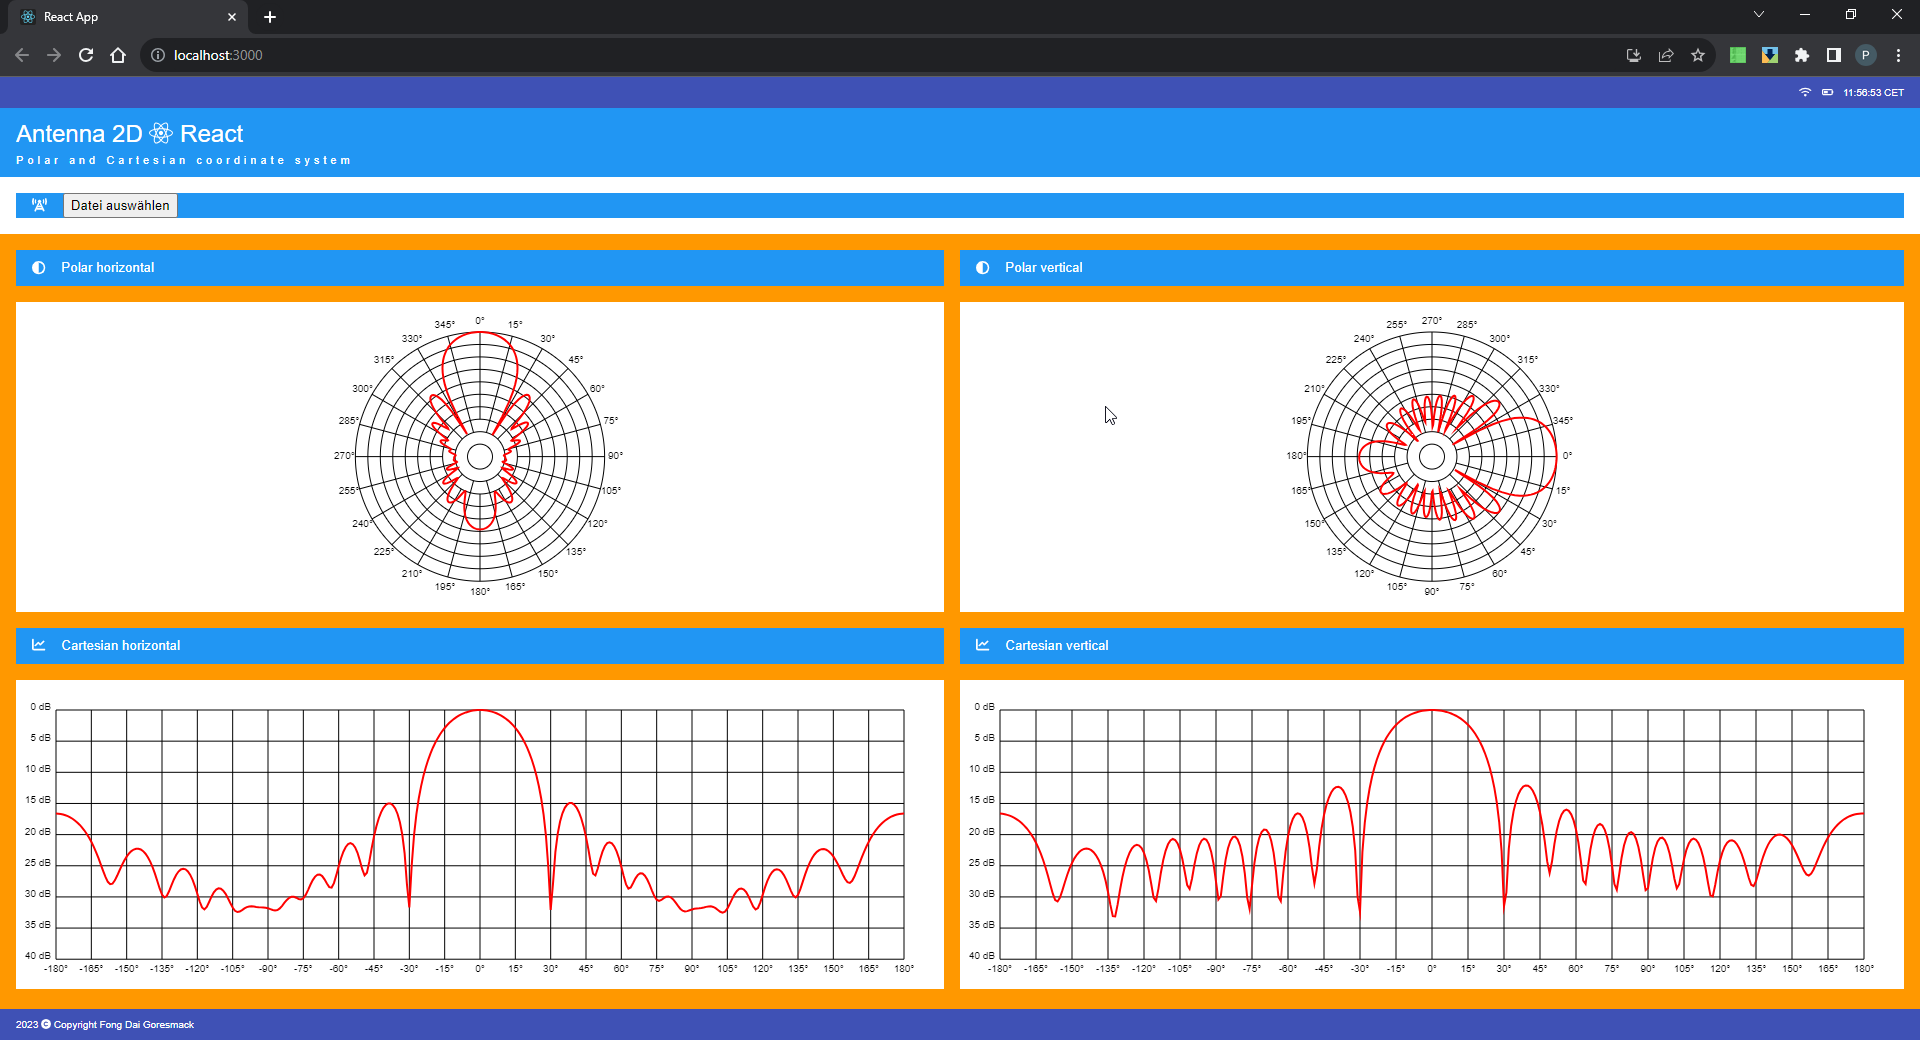 React App
localhost:3000
P
11:56:53 CET
Antenna 2D React
Polar and Cartesian coordinate system
Datei auswählen
Polar horizontal
0°
345° 15°
330° 30°
315° 45°
300° 60°
285° 75°
270° 90°
255° 105°
240° 120°
225° 135°
210° 150°
195° 165°
180°
Polar vertical
270°
255° 285°
240° 300°
225° 315°
210° 330°
195° 345°
180° 0°
165° 15°
150° 30°
135° 45°
120° 60°
105° 75°
90°
Cartesian horizontal
0 dB
5 dB
10 dB
15 dB
20 dB
25 dB
30 dB
35 dB
40 dB
-180° -165° -150° -135° -120° -105° -90° -75° -60° -45° -30° -15° 0° 15° 30° 45° 60° 75° 90° 105° 120° 135° 150° 165° 180°
Cartesian vertical
0 dB
5 dB
10 dB
15 dB
20 dB
25 dB
30 dB
35 dB
40 dB
-180° -165° -150° -135° -120° -105° -90° -75° -60° -45° -30° -15° 0° 15° 30° 45° 60° 75° 90° 105° 120° 135° 150° 165° 180°
2023 © Copyright Fong Dai Goresmack